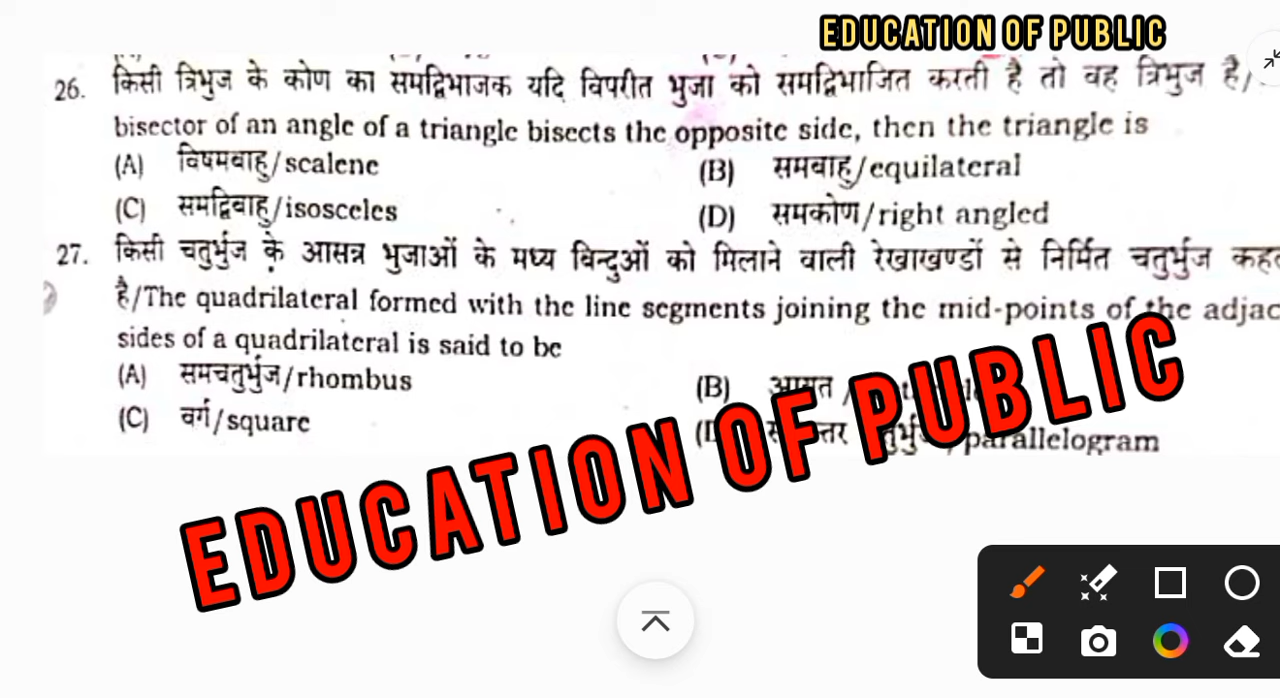 EDUCATION OF PUBLIC
26. किसी त्रिभुज के कोण का समद्विभाजक यदि विपरीत भुजा को समद्विभाजित करती है तो वह त्रिभुज है/
bisector of an angle of a triangle bisects the opposite side, then the triangle is
(A) विषमबाहु/scalene (B) समबाहु/equilateral
(C) समद्विबाहु/isosceles (D) समकोण/right angled
27. किसी चतुर्भुज के आसन्न भुजाओं के मध्य बिन्दुओं को मिलाने वाली रेखाखण्डों से निर्मित चतुर्भुज
है/The quadrilateral formed with the line segments joining the mid-points of the adjac
sides of a quadrilateral is said to be
(A) समचतुर्भुज/rhombus (B) आयत /
(C) वर्ग/square /parallelogram
EDUCATION OF PUBLIC